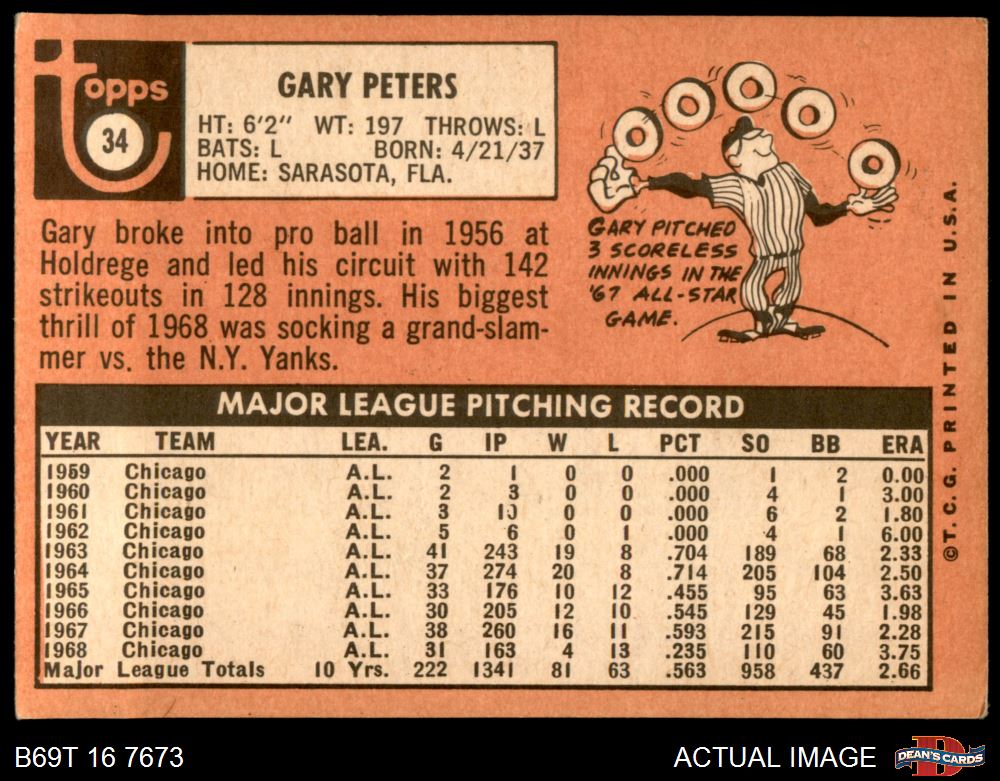 topps
34
GARY PETERS
HT: 6'2" WT: 197 THROWS: L
BATS: L BORN: 4/21/37
HOME: SARASOTA, FLA.
Gary broke into pro ball in 1956 at
Holdrege and led his circuit with 142
strikeouts in 128 innings. His biggest
thrill of 1968 was socking a grand-slam-
mer vs. the N.Y. Yanks.
GARY PITCHED
3 SCORELESS
INNINGS IN THE
'67 ALL-STAR
GAME.
MAJOR LEAGUE PITCHING RECORD
YEAR TEAM LEA. G IP W L PCT SO BB ERA
1959 Chicago A.L. 2 1 0 0 .000 1 2 0.00
1960 Chicago A.L. 2 3 0 0 .000 4 1 3.00
1961 Chicago A.L. 3 10 0 0 .000 6 2 1.80
1962 Chicago A.L. 5 6 0 1 .000 4 1 6.00
1963 Chicago A.L. 41 243 19 8 .704 189 68 2.33
1964 Chicago A.L. 37 274 20 8 .714 205 104 2.50
1965 Chicago A.L. 33 176 10 12 .455 95 63 3.63
1966 Chicago A.L. 30 205 12 10 .545 129 45 1.98
1967 Chicago A.L. 38 260 16 11 .593 215 91 2.28
1968 Chicago A.L. 31 163 4 13 .235 110 60 3.75
Major League Totals 10 Yrs. 222 1341 81 63 .563 958 437 2.66
©T.C.G. PRINTED IN U.S.A.
B69T 16 7673
ACTUAL IMAGE
D
DEAN'S CARDS